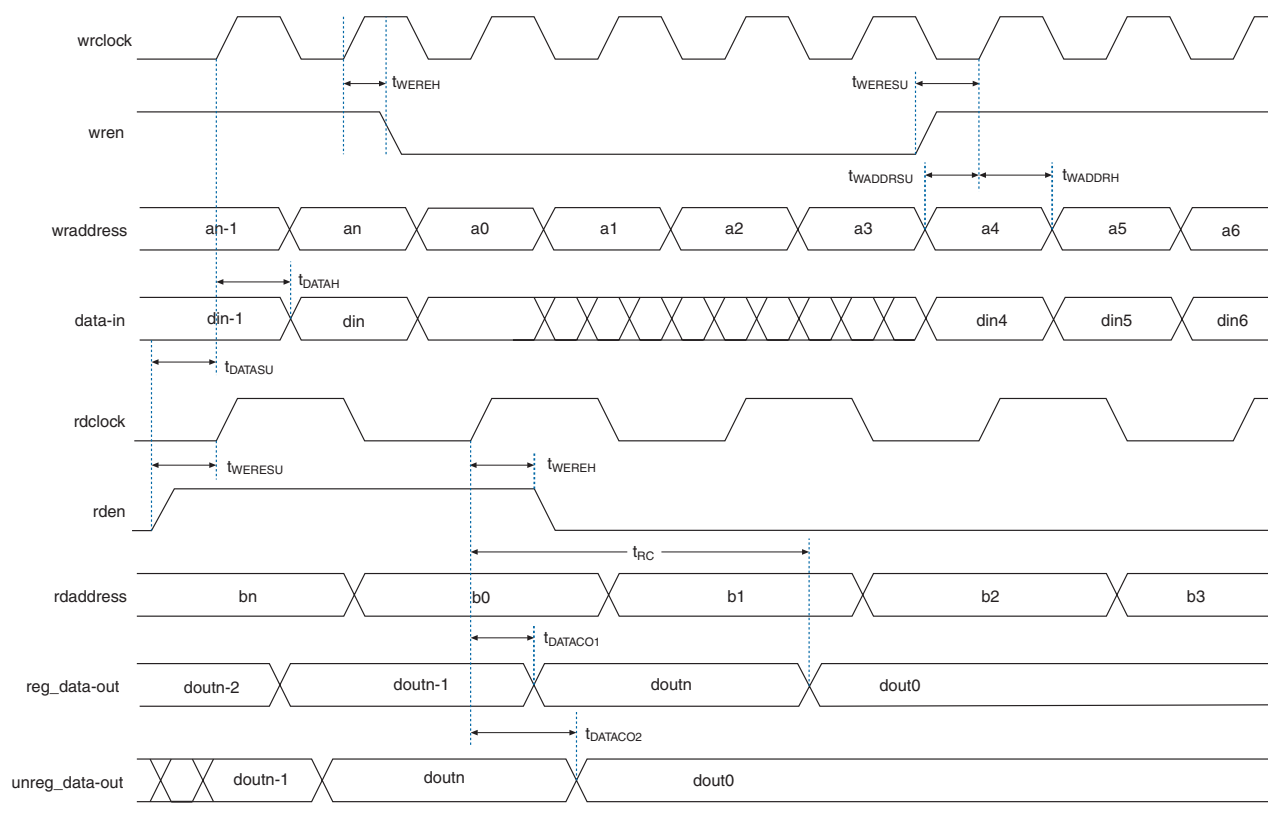 wrclock
tWEREH
tWERESU
wren
tWADDRSU
tWADDRH
wraddress
an-1 an a0 a1 a2 a3 a4 a5 a6
tDATAH
data-in
din-1 din din4 din5 din6
tDATASU
rdclock
tWERESU
tWEREH
rden
tRC
rdaddress
bn b0 b1 b2 b3
tDATACO1
reg_data-out
doutn-2 doutn-1 doutn dout0
tDATACO2
unreg_data-out
doutn-1 doutn dout0